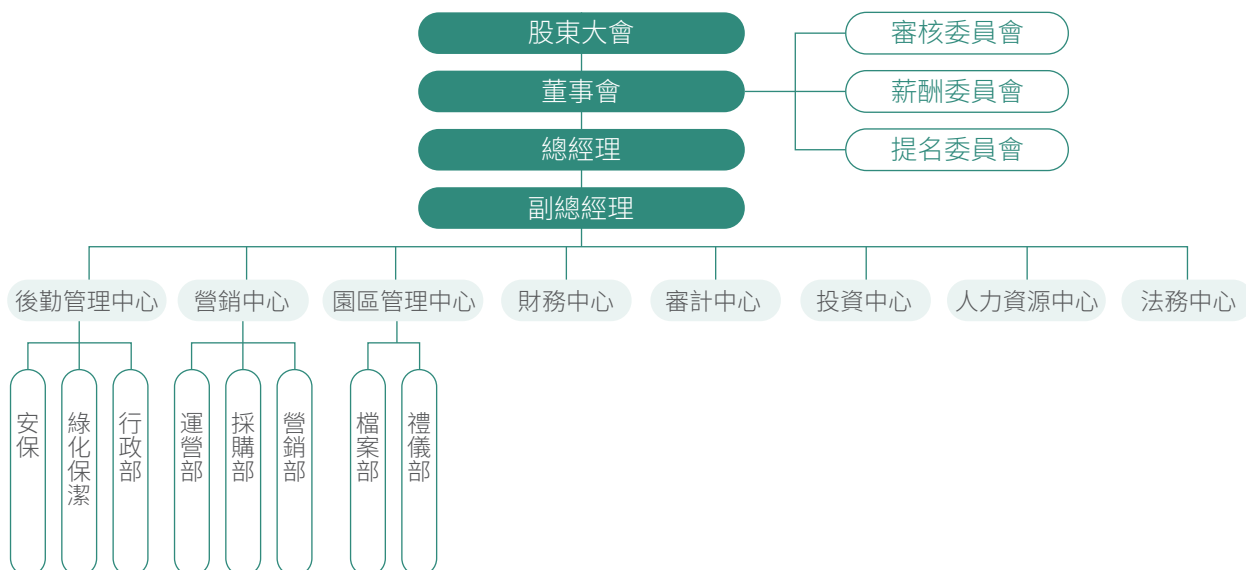 股東大會
董事會
總經理
副總經理
審核委員會
薪酬委員會
提名委員會
後勤管理中心
營銷中心
園區管理中心
財務中心
審計中心
投資中心
人力資源中心
法務中心
安保
綠化保潔
行政部
運營部
採購部
營銷部
檔案部
禮儀部